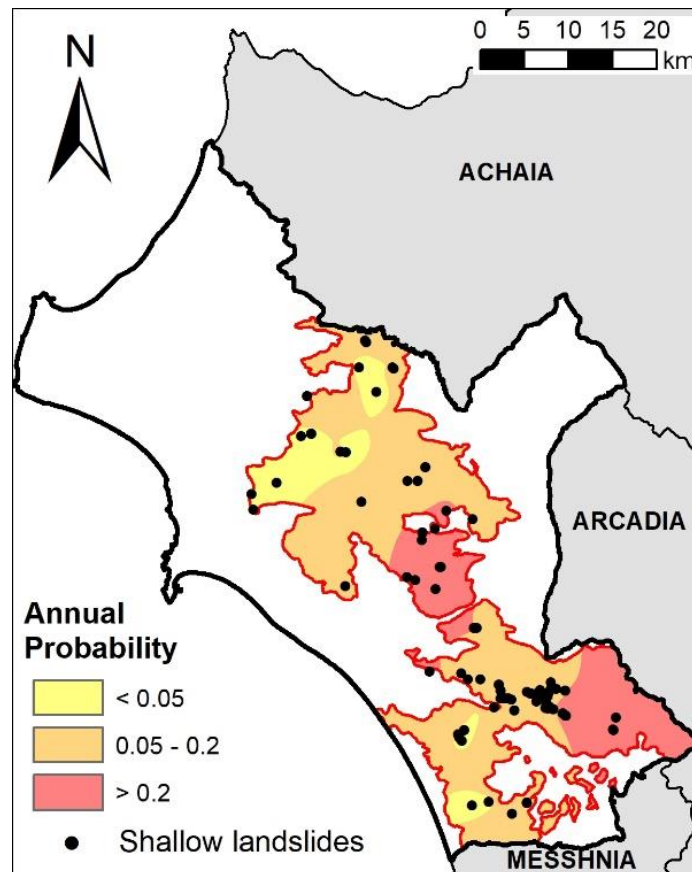 N
0 5 10 15 20
km
ACHAIA
ARCADIA
Annual
Probability
< 0.05
0.05 - 0.2
> 0.2
Shallow landslides
MESSHNIA